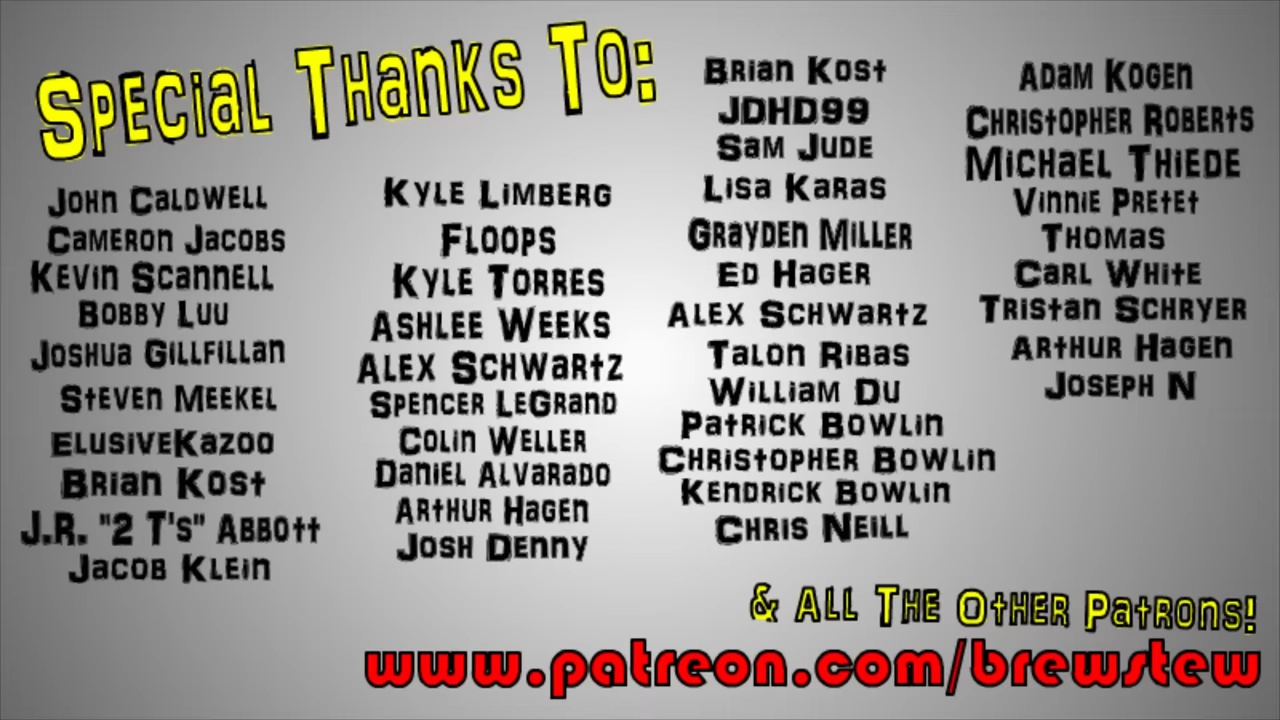 Special Thanks To:
John Caldwell
Cameron Jacobs
Kevin Scannell
Bobby Luu
Joshua Gillfillan
Steven Meekel
ElusiveKazoo
Brian Kost
J.R. "2 T's" Abbott
Jacob Klein
Kyle Limberg
Floops
Kyle Torres
Ashlee Weeks
Alex Schwartz
Spencer LeGrand
Colin Weller
Daniel Alvarado
Arthur Hagen
Josh Denny
Brian Kost
JDHD99
Sam Jude
Lisa Karas
Grayden Miller
Ed Hager
Alex Schwartz
Talon Ribas
William Du
Patrick Bowlin
Christopher Bowlin
Kendrick Bowlin
Chris Neill
Adam Kogen
Christopher Roberts
Michael Thiede
Vinnie Pretet
Thomas
Carl White
Tristan Schryer
Arthur Hagen
Joseph N
& All The Other Patrons!
www.patreon.com/brewstew